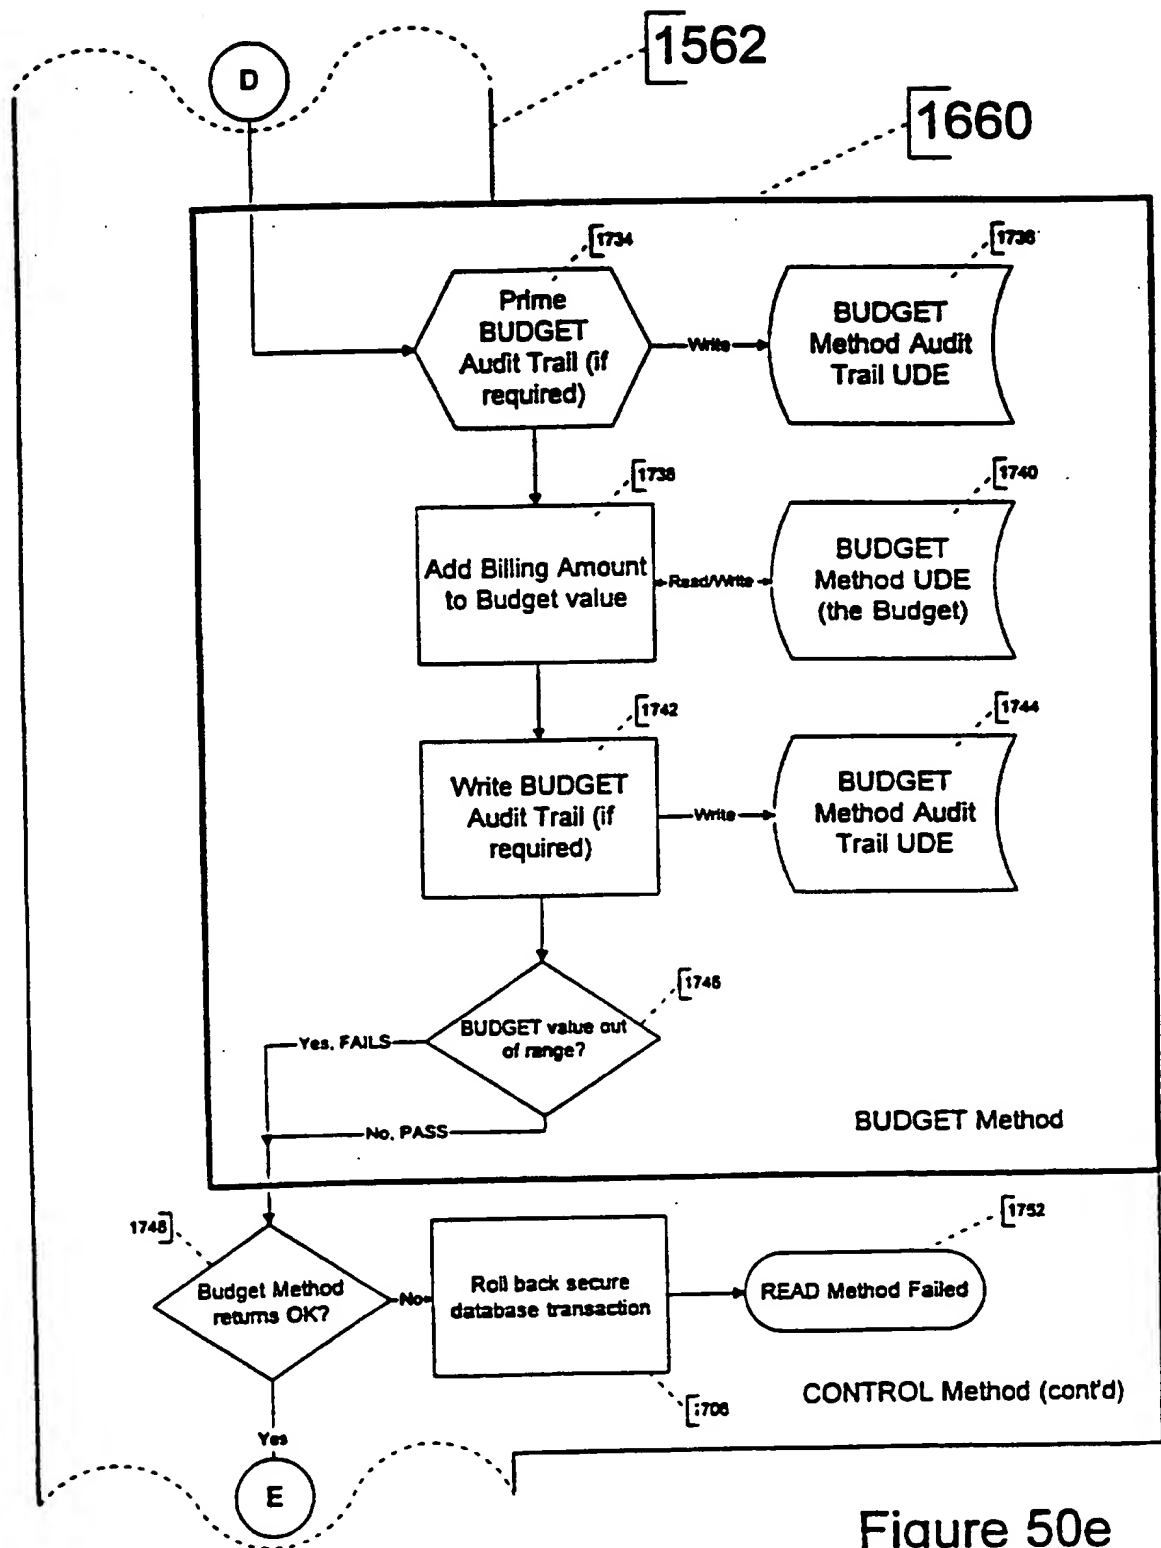 D
1562
1660
1734
Prime
BUDGET
Audit Trail (if
required)
Write
1736
BUDGET
Method Audit
Trail UDE
1738
Add Billing Amount
to Budget value
Read/Write
1740
BUDGET
Method UDE
(the Budget)
1742
Write BUDGET
Audit Trail (if
required)
Write
1744
BUDGET
Method Audit
Trail UDE
1746
BUDGET value out
of range?
Yes, FAILS
No, PASS
BUDGET Method
1748
Budget Method
returns OK?
No
Roll back secure
database transaction
1752
READ Method Failed
1706
CONTROL Method (cont'd)
Yes
E
Figure 50e